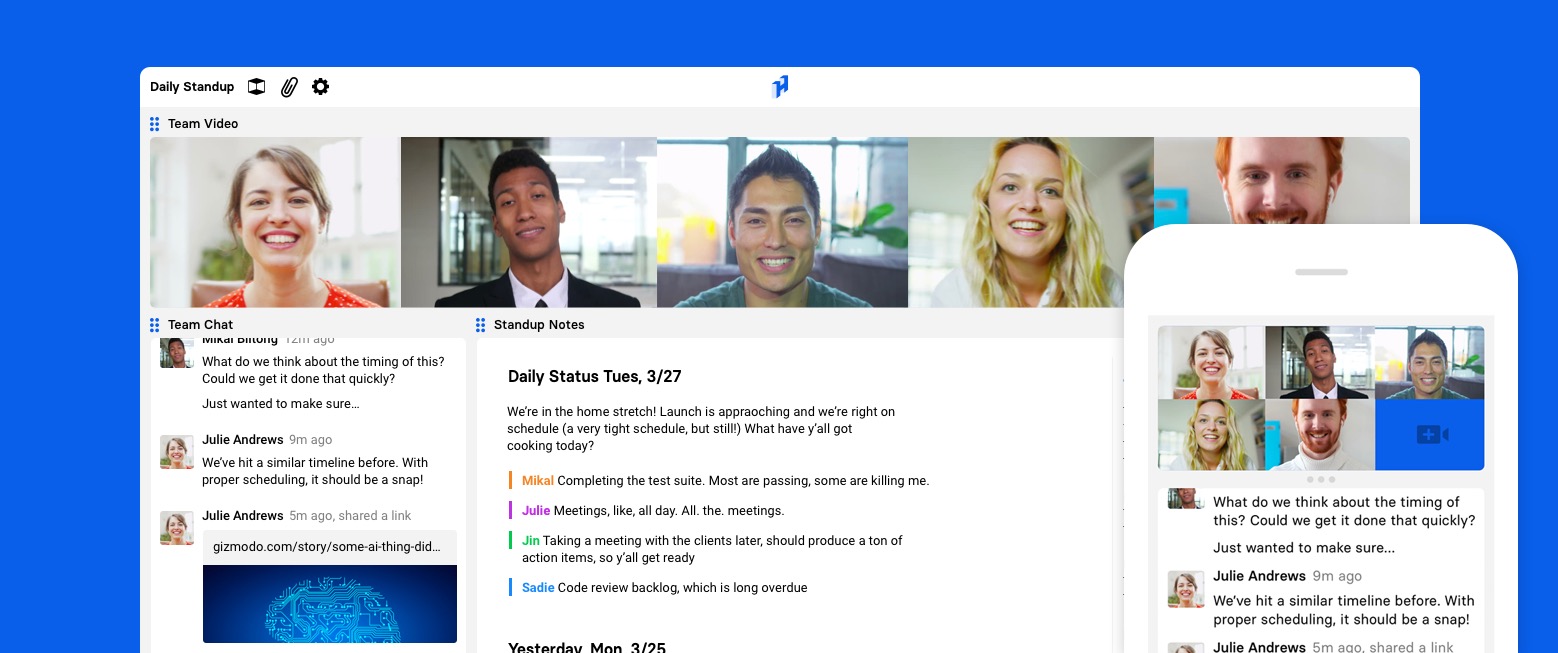 Daily Standup
Team Video
Team Chat
Mikal Biltong 12m ago
What do we think about the timing of this?
Could we get it done that quickly?
Just wanted to make sure...
Julie Andrews 9m ago
We've hit a similar timeline before. With
proper scheduling, it should be a snap!
Julie Andrews 5m ago, shared a link
gizmodo.com/story/some-ai-thing-did...
Standup Notes
Daily Status Tues, 3/27
We're in the home stretch! Launch is appraoching and we're right on
schedule (a very tight schedule, but still!) What have y'all got
cooking today?
Mikal Completing the test suite. Most are passing, some are killing me.
Julie Meetings, like, all day. All. the. meetings.
Jin Taking a meeting with the clients later, should produce a ton of
action items, so y'all get ready
Sadie Code review backlog, which is long overdue
Yesterday, Mon, 3/25
What do we think about the timing of
this? Could we get it done that quickly?
Just wanted to make sure...
Julie Andrews 9m ago
We've hit a similar timeline before. With
proper scheduling, it should be a snap!
Julie Andrews 5m ago, shared a link